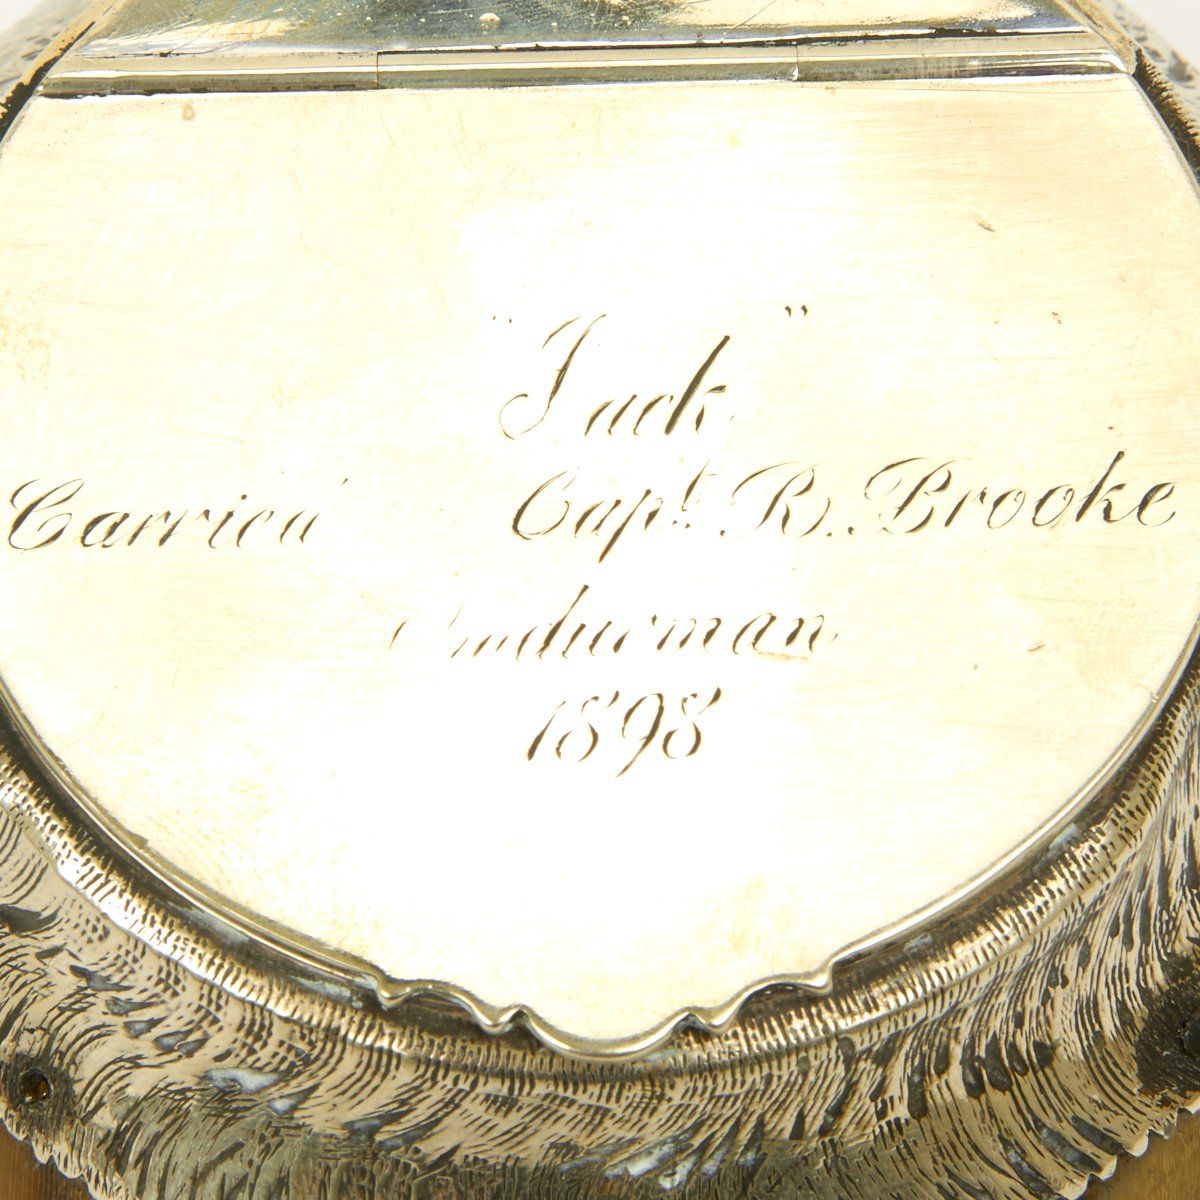 "Jack"
Carried Capt. R. Brooke
Omdurman
1898